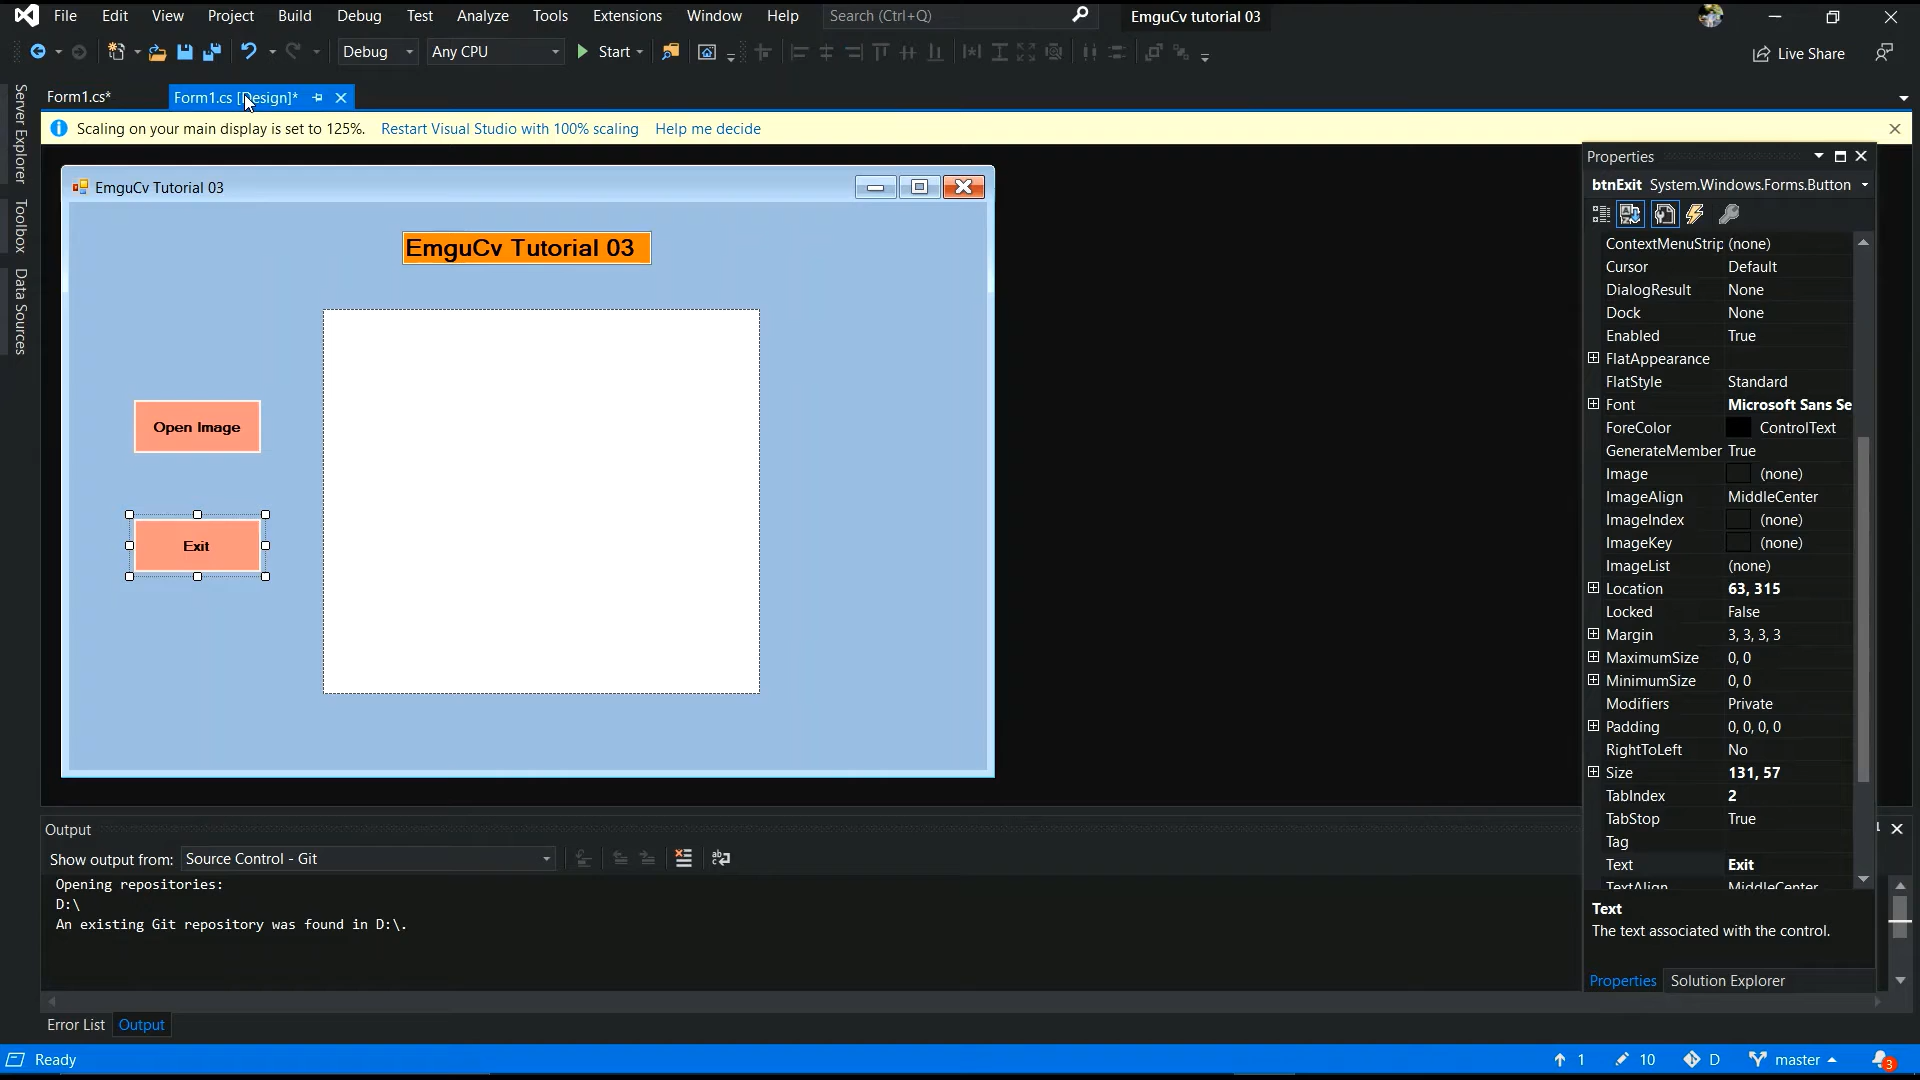 File Edit View Project Build Debug Test Analyze Tools Extensions Window Help Search (Ctrl+Q) EmguCv tutorial 03
Debug Any CPU Start Live Share
Form1.cs* Form1.cs [Design]*
Scaling on your main display is set to 125%. Restart Visual Studio with 100% scaling Help me decide
Server Explorer
Toolbox
Data Sources
EmguCv Tutorial 03
EmguCv Tutorial 03
Open Image
Exit
Properties
btnExit System.Windows.Forms.Button
ContextMenuStrip (none)
Cursor Default
DialogResult None
Dock None
Enabled True
FlatAppearance
FlatStyle Standard
Font Microsoft Sans Se
ForeColor ControlText
GenerateMember True
Image (none)
ImageAlign MiddleCenter
ImageIndex (none)
ImageKey (none)
ImageList (none)
Location 63, 315
Locked False
Margin 3, 3, 3, 3
MaximumSize 0, 0
MinimumSize 0, 0
Modifiers Private
Padding 0, 0, 0, 0
RightToLeft No
Size 131, 57
TabIndex 2
TabStop True
Tag
Text Exit
TextAlign MiddleCenter
Text
The text associated with the control.
Properties Solution Explorer
Output
Show output from: Source Control - Git
Opening repositories:
D:\
An existing Git repository was found in D:\.
Error List Output
Ready 1 10 D master 3